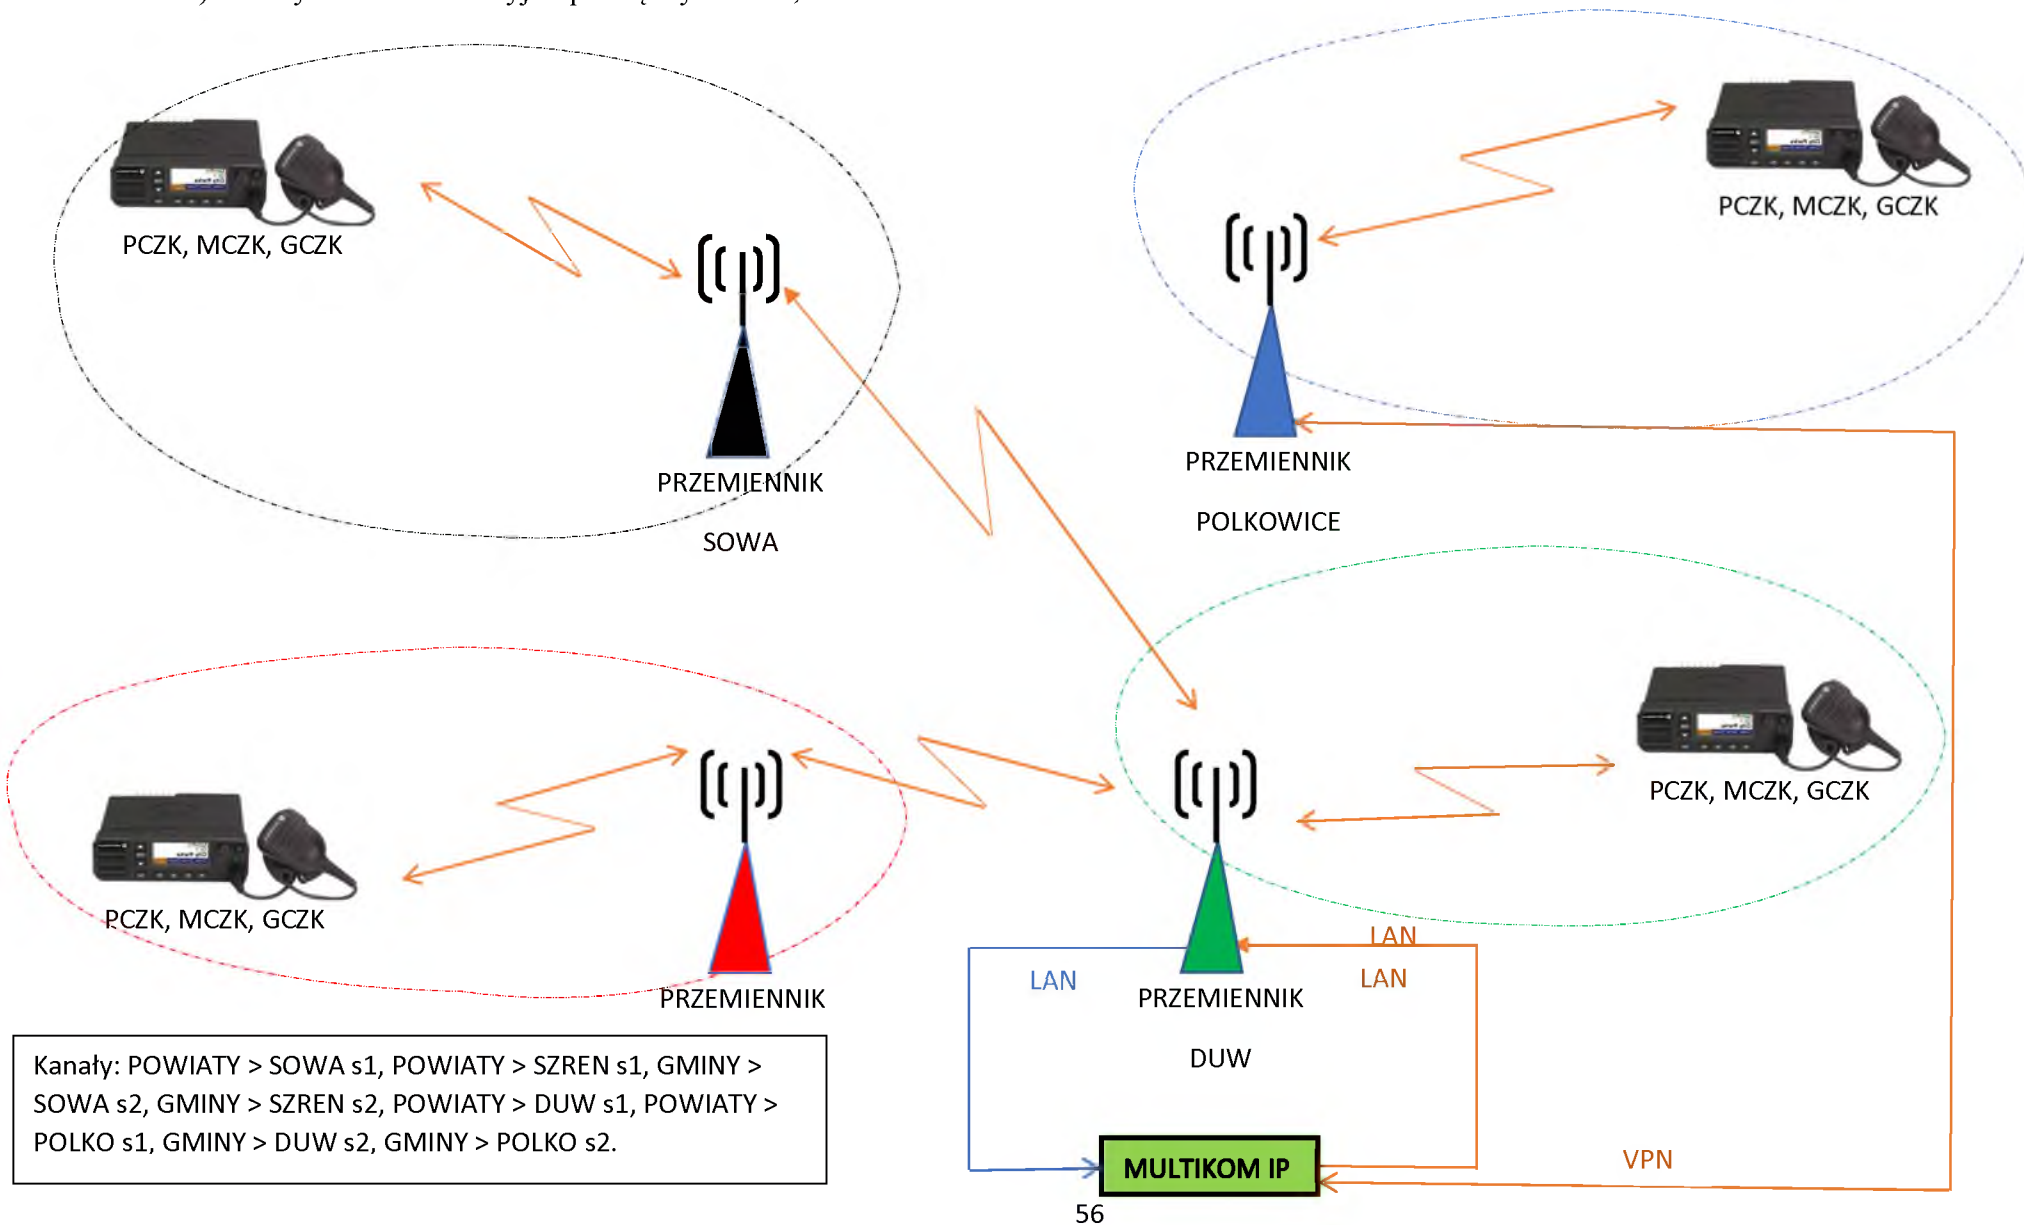 PCZK, MCZK, GCZK
PCZK, MCZK, GCZK
PRZEMIENNIK
SOWA
PRZEMIENNIK
POLKOWICE
PCZK, MCZK, GCZK
PCZK, MCZK, GCZK
PRZEMIENNIK
LAN
LAN
LAN
PRZEMIENNIK
DUW
Kanały: POWIATY > SOWA s1, POWIATY > SZREN s1, GMINY >
SOWA s2, GMINY > SZREN s2, POWIATY > DUW s1, POWIATY >
POLKO s1, GMINY > DUW s2, GMINY > POLKO s2.
MULTIKOM IP
VPN
56